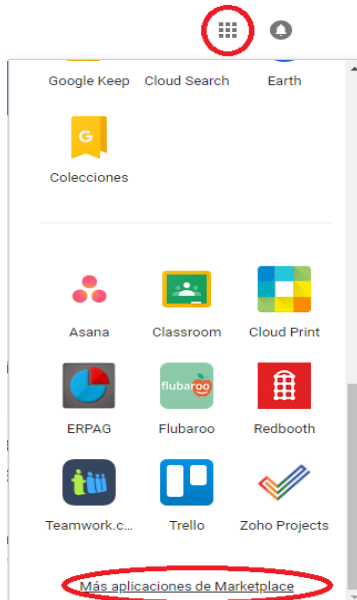 Google Keep Cloud Search Earth
G
Colecciones
Asana Classroom Cloud Print
flubaroo
ERPAG Flubaroo Redbooth
Teamwork.c... Trello Zoho Projects
Más aplicaciones de Marketplace